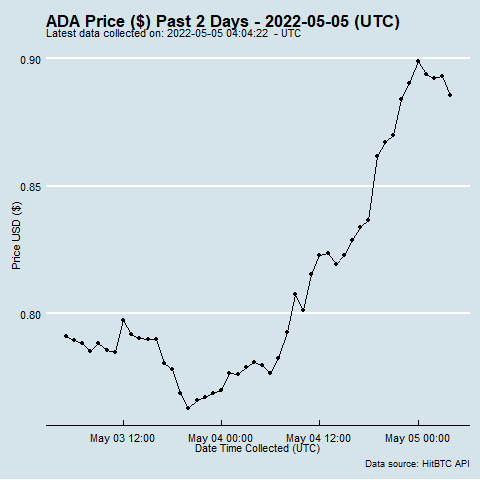 ADA Price ($) Past 2 Days - 2022-05-05 (UTC)
Latest data collected on: 2022-05-05 04:04:22 - UTC
0.90
0.85
Price USD ($)
0.80
May 03 12:00
May 04 00:00
May 04 12:00
May 05 00:00
Date Time Collected (UTC)
Data source: HitBTC API